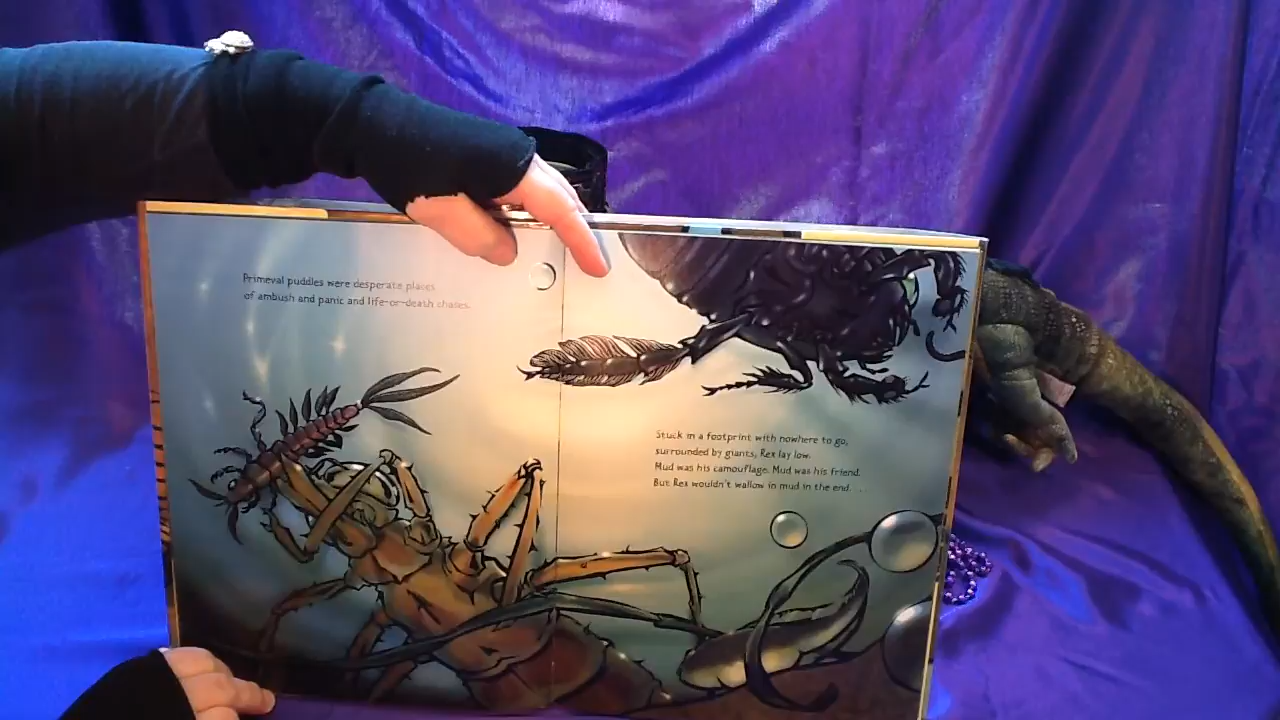 Primeval puddles were desperate places
of ambush and panic and life-or-death chases.
Stuck in a footprint with nowhere to go,
surrounded by giants, Rex lay low.
Mud was his camouflage. Mud was his friend.
But Rex wouldn't wallow in mud in the end. . .